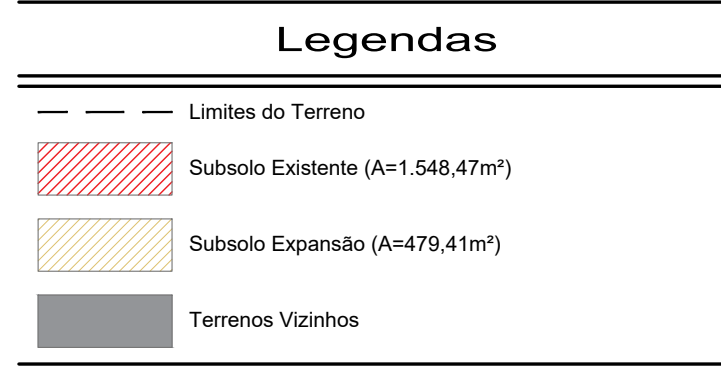 Legendas
Limites do Terreno
Subsolo Existente (A=1.548,47m²)
Subsolo Expansão (A=479,41m²)
Terrenos Vizinhos